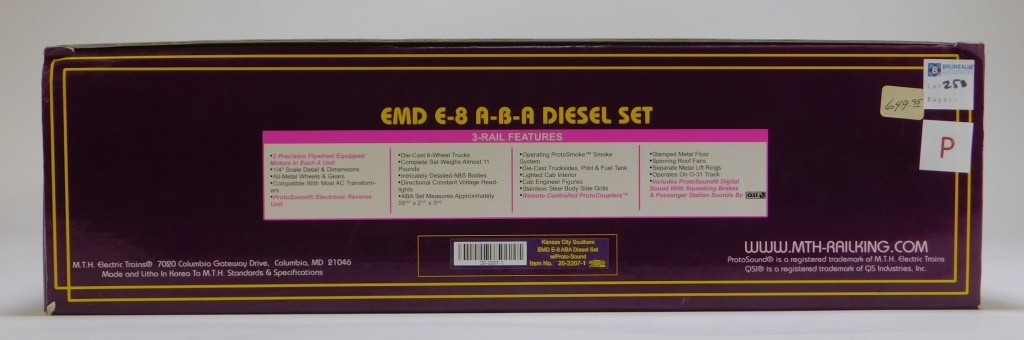 BRUNEAU &
258
649 95
P
EMD E-8 A-B-A DIESEL SET
3-RAIL FEATURES
•2 Precision Flywheel Equipped
Motors In Each A Unit
•1/4" Scale Detail & Dimensions
•All-Metal Wheels & Gears
•Compatible With Most AC Transform-
ers
•ProtoSound® Electronic Reverse
Unit
•Die-Cast 6-Wheel Trucks
•Complete Set Weighs Almost 11
Pounds
•Intricately Detailed ABS Bodies
•Directional Constant Voltage Head-
lights
•ABA Set Measures Approximately
•Operating ProtoSmoke™ Smoke
System
•Die-Cast Trucksides, Pilot & Fuel Tank
•Lighted Cab Interior
•Cab Engineer Figures
•Stainless Steel Body Side Grills
•Remote Controlled ProtoCouplers™
•Stamped Metal Floor
•Spinning Roof Fans
•Separate Metal Lift Rings
•Operates On O-31 Track
•Includes ProtoSound® Digital
Sound With Squeaking Brakes
& Passenger Station Sounds By QSI
M.T.H. Electric Trains® 7020 Columbia Gateway Drive, Columbia, MD 21046
Made and Litho In Korea To M.T.H. Standards & Specifications
20-2207-1
Kansas City Southern
EMD E-8 ABA Diesel Set
w/Proto-Sound
Item No. 20-2207-1
WWW.MTH-RAILKING.COM
ProtoSound® is a registered trademark of M.T.H. Electric Trains
QSI® is a registered trademark of QS Industries, Inc.